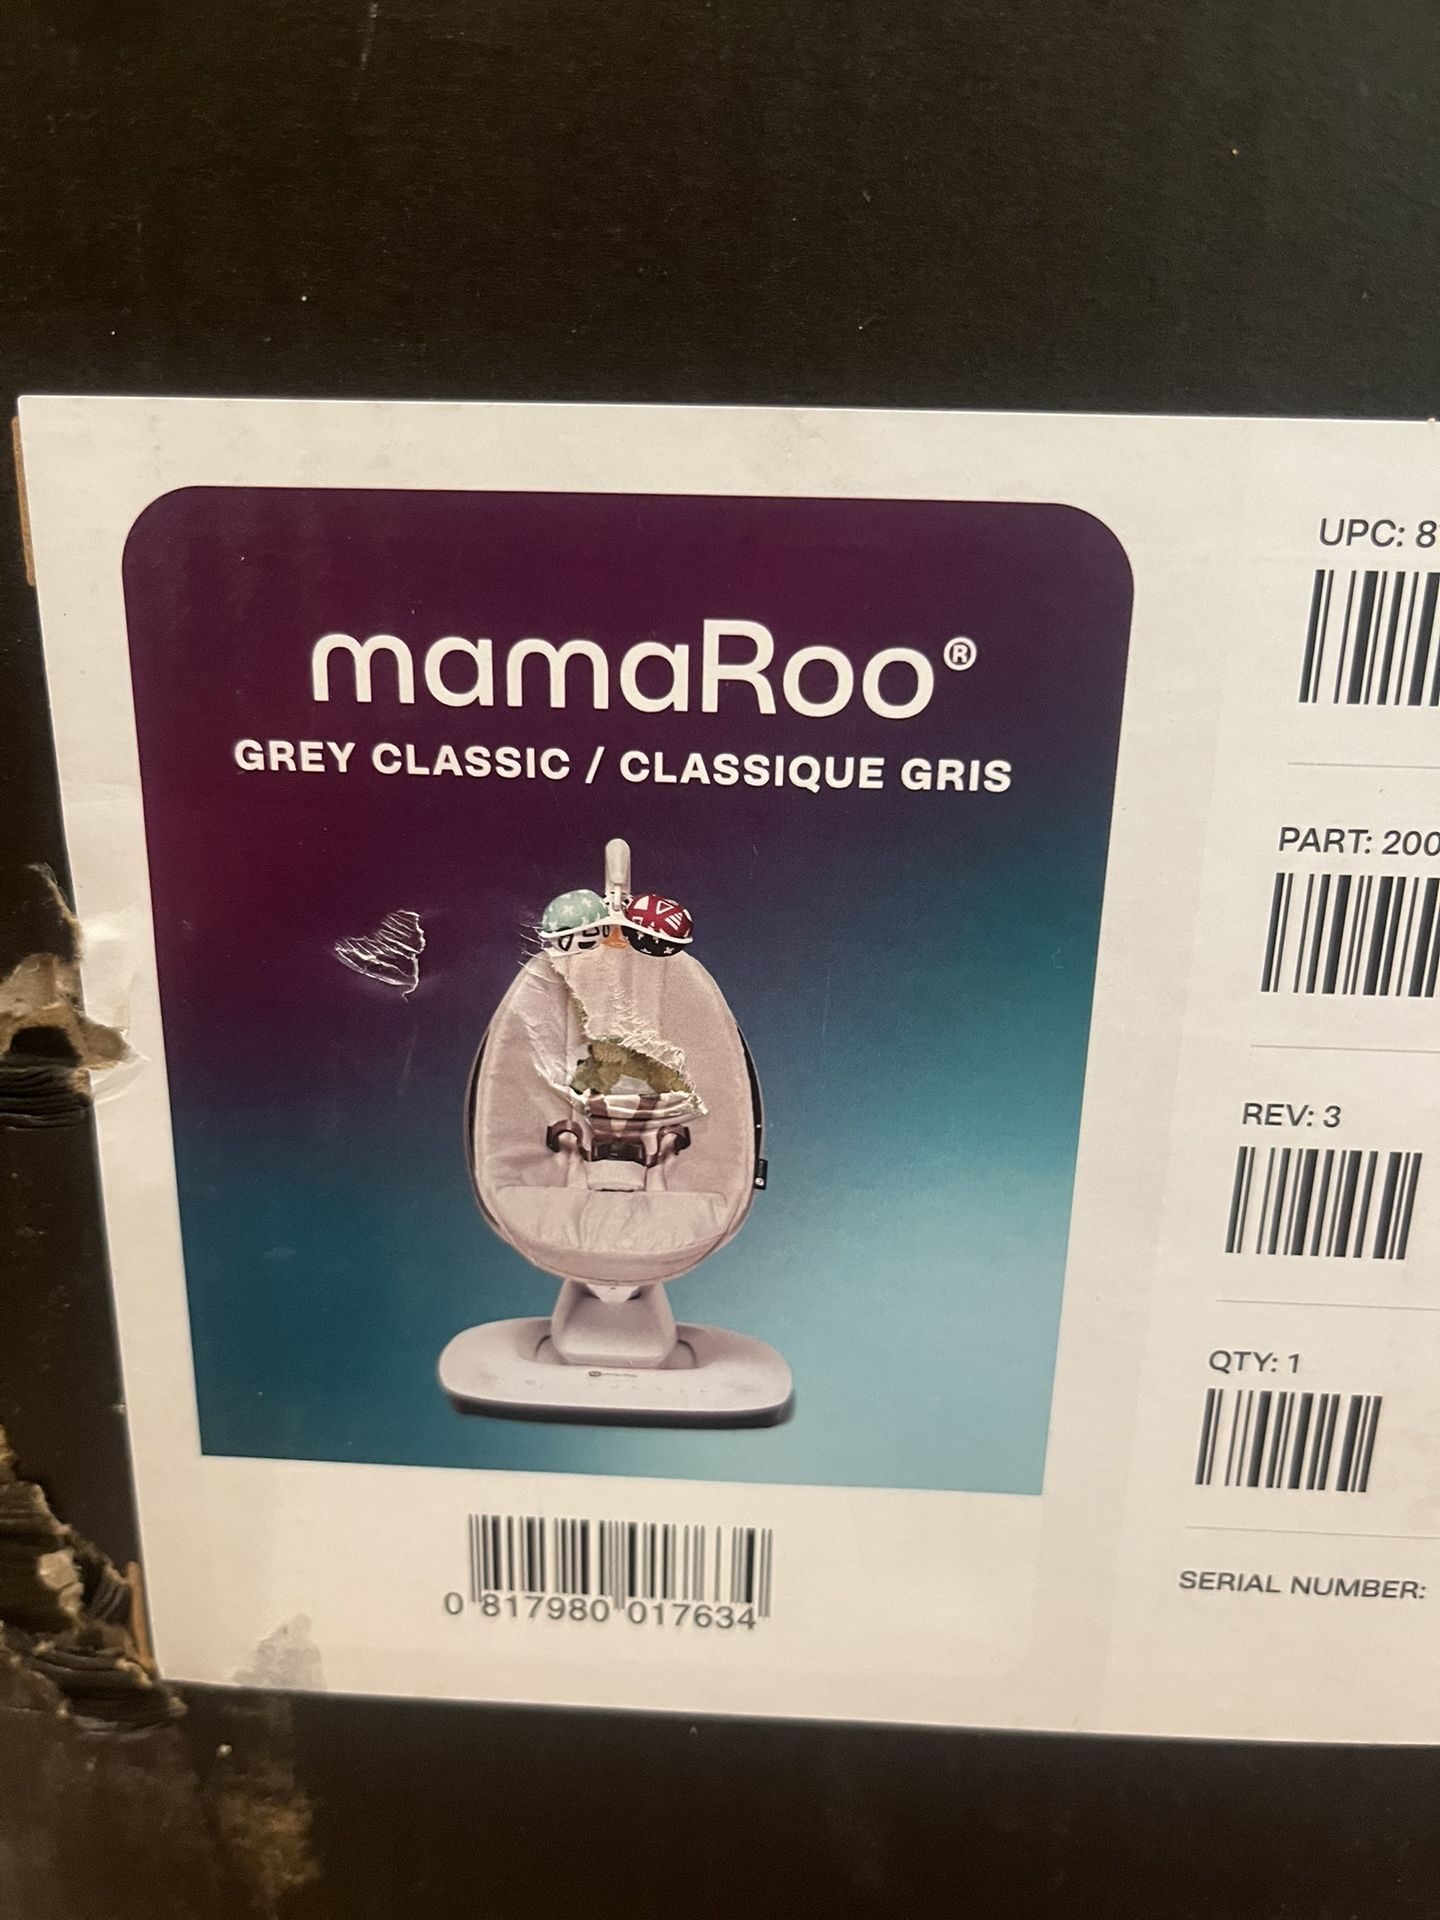 mamaRoo®
GREY CLASSIC / CLASSIQUE GRIS
0 817980 017634
UPC: 8
PART: 200
REV: 3
QTY: 1
SERIAL NUMBER: